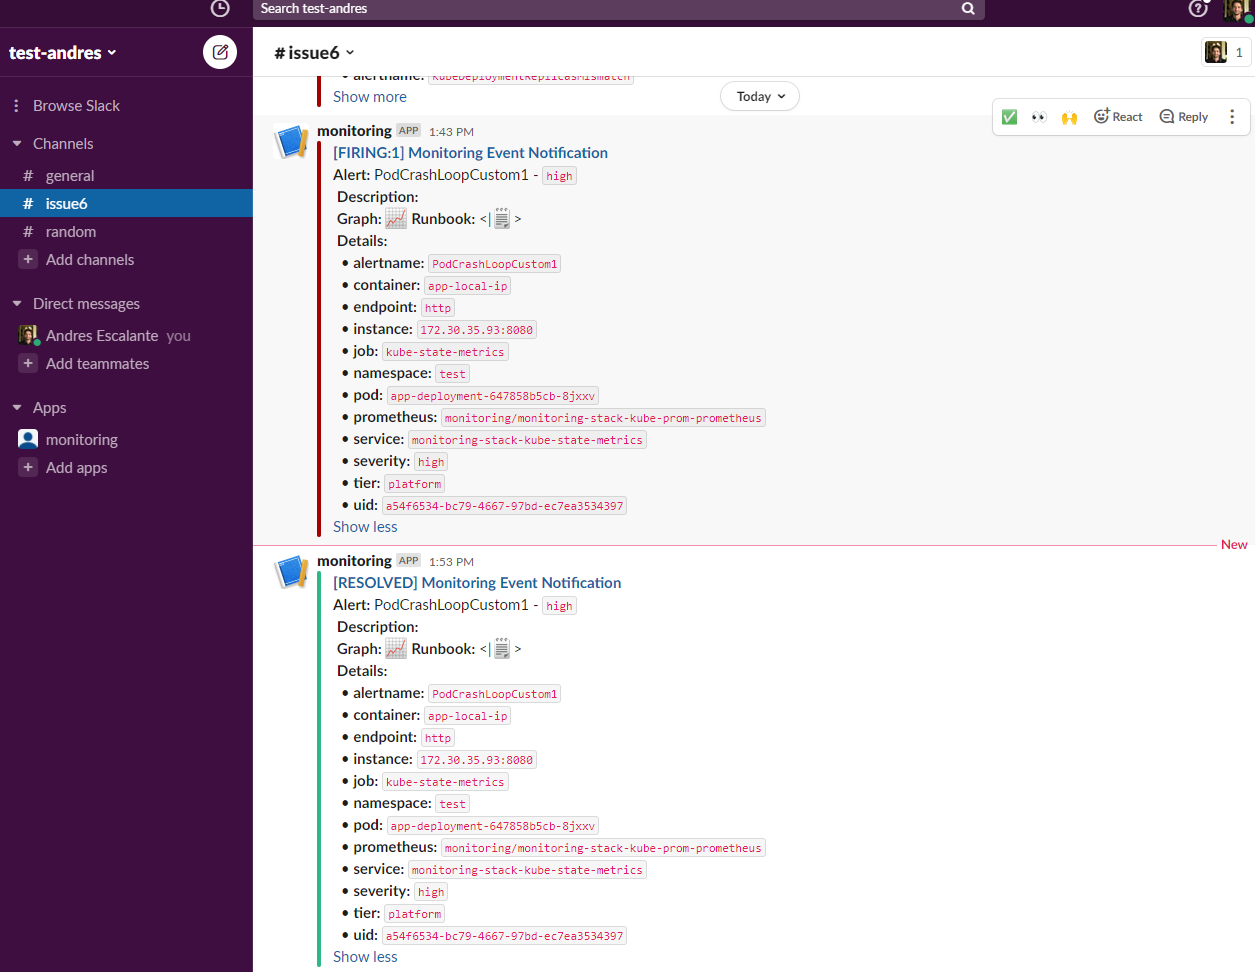 Search test-andres
test-andres
# issue6
1
Browse Slack
Channels
# general
# issue6
# random
+ Add channels
Direct messages
Andres Escalante you
+ Add teammates
Apps
monitoring
+ Add apps
• alertname: KubeDeploymentReplicasMismatch
Show more
Today
React
Reply
monitoring APP 1:43 PM
[FIRING:1] Monitoring Event Notification
Alert: PodCrashLoopCustom1 - high
Description:
Graph: 📈 Runbook: <|🗒 >
Details:
• alertname: PodCrashLoopCustom1
• container: app-local-ip
• endpoint: http
• instance: 172.30.35.93:8080
• job: kube-state-metrics
• namespace: test
• pod: app-deployment-647858b5cb-8jxxv
• prometheus: monitoring/monitoring-stack-kube-prom-prometheus
• service: monitoring-stack-kube-state-metrics
• severity: high
• tier: platform
• uid: a54f6534-bc79-4667-97bd-ec7ea3534397
Show less
New
monitoring APP 1:53 PM
[RESOLVED] Monitoring Event Notification
Alert: PodCrashLoopCustom1 - high
Description:
Graph: 📈 Runbook: <|🗒 >
Details:
• alertname: PodCrashLoopCustom1
• container: app-local-ip
• endpoint: http
• instance: 172.30.35.93:8080
• job: kube-state-metrics
• namespace: test
• pod: app-deployment-647858b5cb-8jxxv
• prometheus: monitoring/monitoring-stack-kube-prom-prometheus
• service: monitoring-stack-kube-state-metrics
• severity: high
• tier: platform
• uid: a54f6534-bc79-4667-97bd-ec7ea3534397
Show less